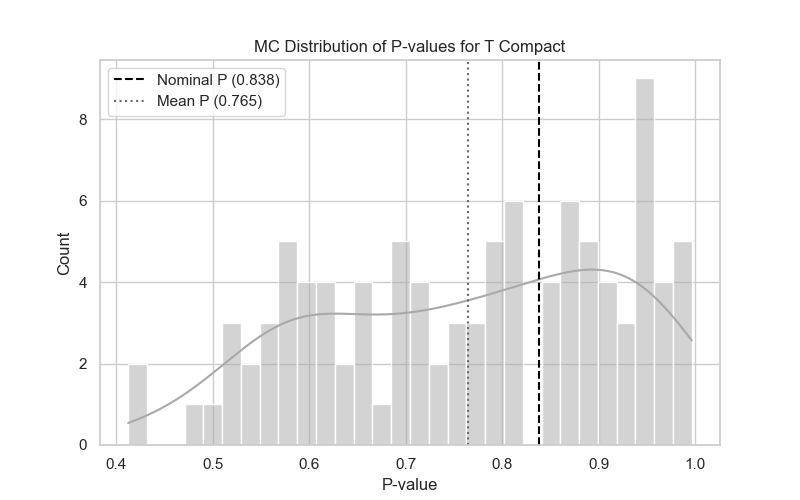 MC Distribution of P-values for T Compact
Nominal P (0.838)
Mean P (0.765)
8
6
4
2
0
Count
0.4 0.5 0.6 0.7 0.8 0.9 1.0
P-value